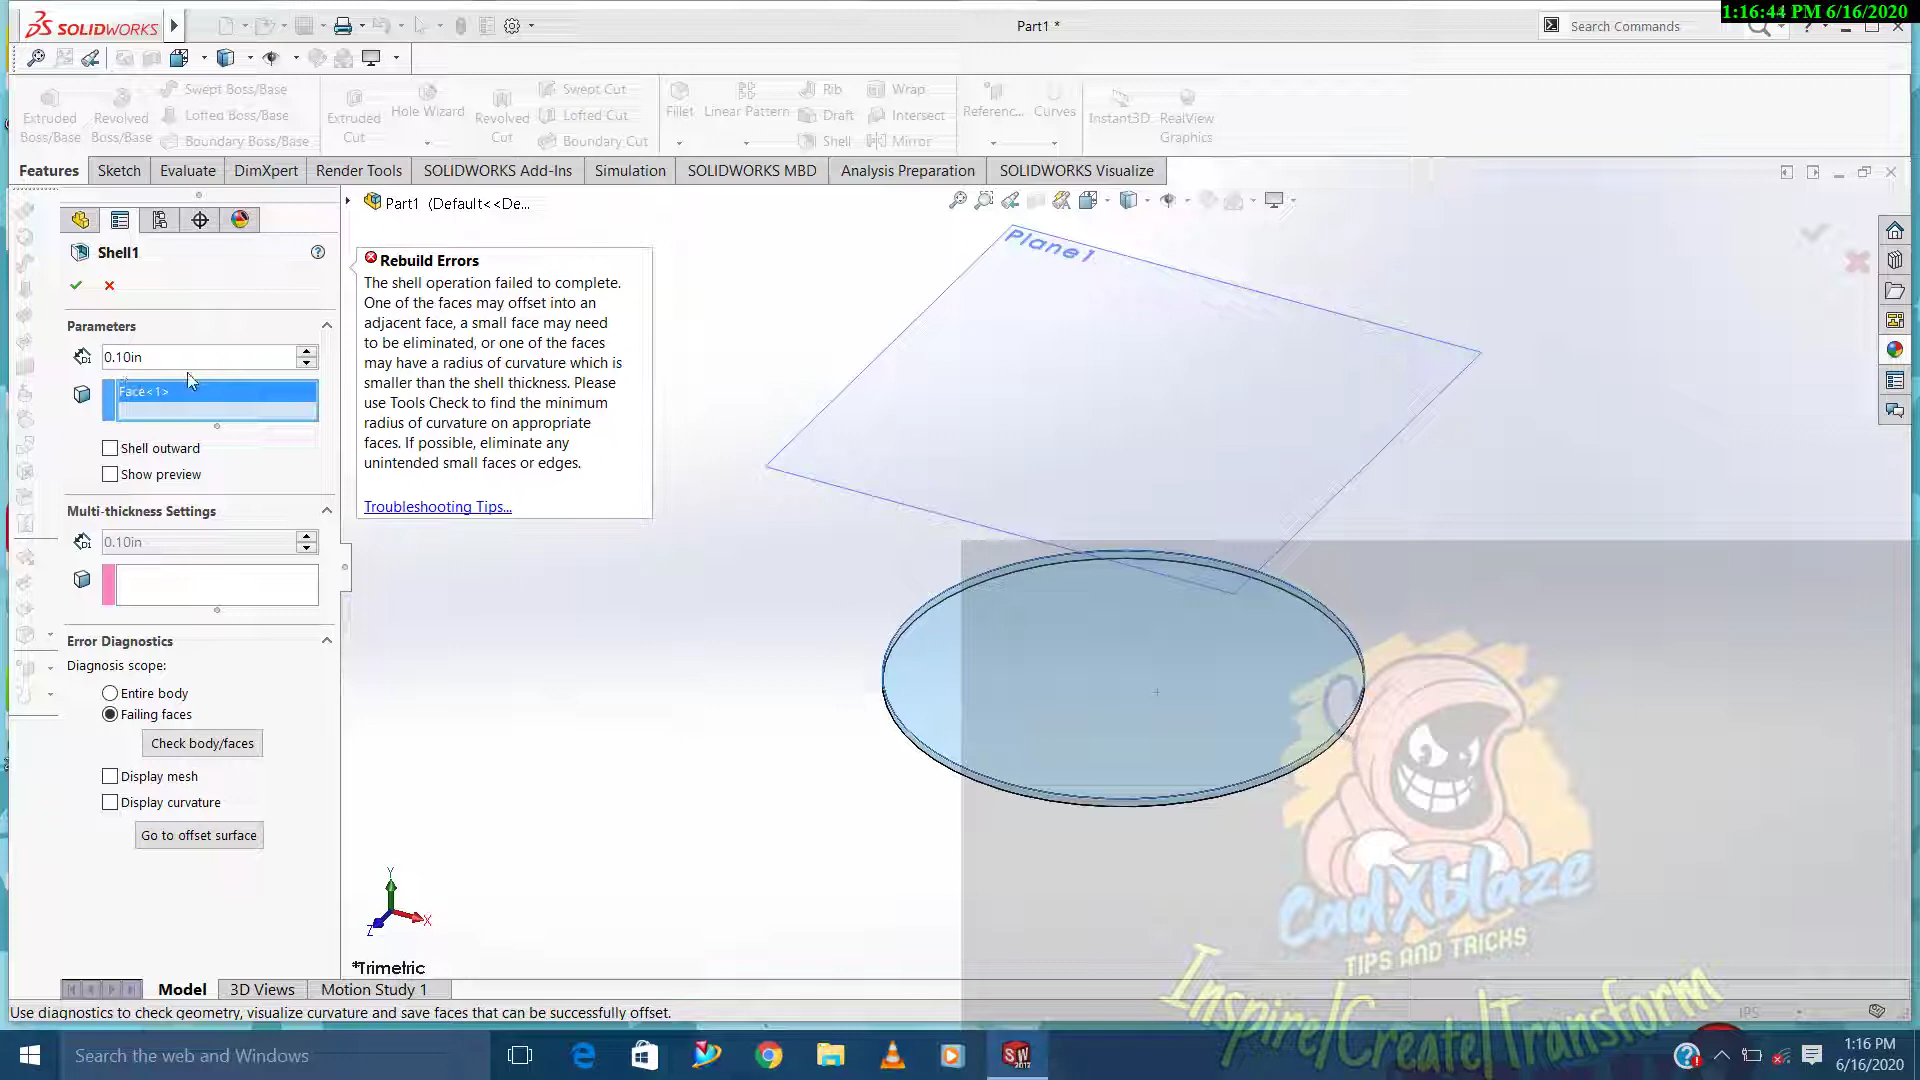 1:16:44 PM 6/16/2020
SOLIDWORKS
Part1 *
Search Commands
Extruded Boss/Base
Revolved Boss/Base
Swept Boss/Base
Lofted Boss/Base
Boundary Boss/Base
Extruded Cut
Hole Wizard
Revolved Cut
Swept Cut
Lofted Cut
Boundary Cut
Fillet
Linear Pattern
Rib
Draft
Shell
Wrap
Intersect
Mirror
Referenc...
Curves
Instant3D
RealView Graphics
Features
Sketch
Evaluate
DimXpert
Render Tools
SOLIDWORKS Add-Ins
Simulation
SOLIDWORKS MBD
Analysis Preparation
SOLIDWORKS Visualize
Part1 (Default<<De...
Shell1
Parameters
0.10in
Face<1>
Shell outward
Show preview
Multi-thickness Settings
0.10in
Error Diagnostics
Diagnosis scope:
Entire body
Failing faces
Check body/faces
Display mesh
Display curvature
Go to offset surface
Rebuild Errors
The shell operation failed to complete.
One of the faces may offset into an
adjacent face, a small face may need
to be eliminated, or one of the faces
may have a radius of curvature which is
smaller than the shell thickness. Please
use Tools Check to find the minimum
radius of curvature on appropriate
faces. If possible, eliminate any
unintended small faces or edges.
Troubleshooting Tips...
Plane1
Y
X
Z
*Trimetric
CadXblaze
TIPS AND TRICKS
Inspire/Create/Transform
Model
3D Views
Motion Study 1
Use diagnostics to check geometry, visualize curvature and save faces that can be successfully offset.
IPS
Search the web and Windows
SW
2017
1:16 PM
6/16/2020